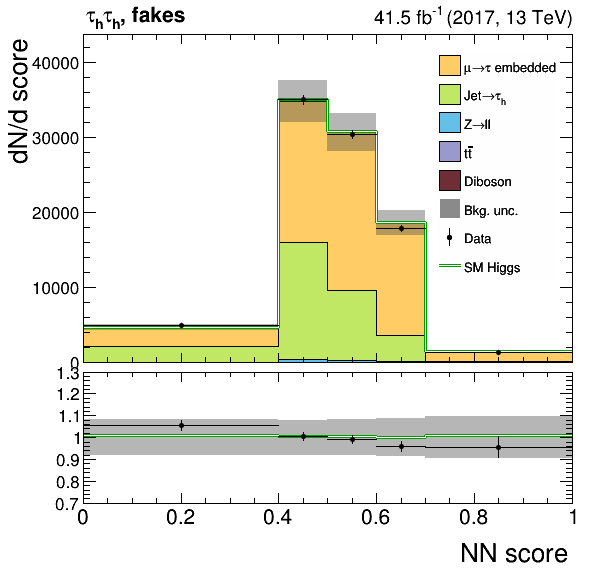 τhτh, fakes
41.5 fb-1 (2017, 13 TeV)
dN/d score
40000
30000
20000
10000
0
μ→τ embedded
Jet→τh
Z→ll
tt̅
Diboson
Bkg. unc.
Data
SM Higgs
1.3
1.2
1.1
1
0.9
0.8
0.7
0 0.2 0.4 0.6 0.8 1
NN score